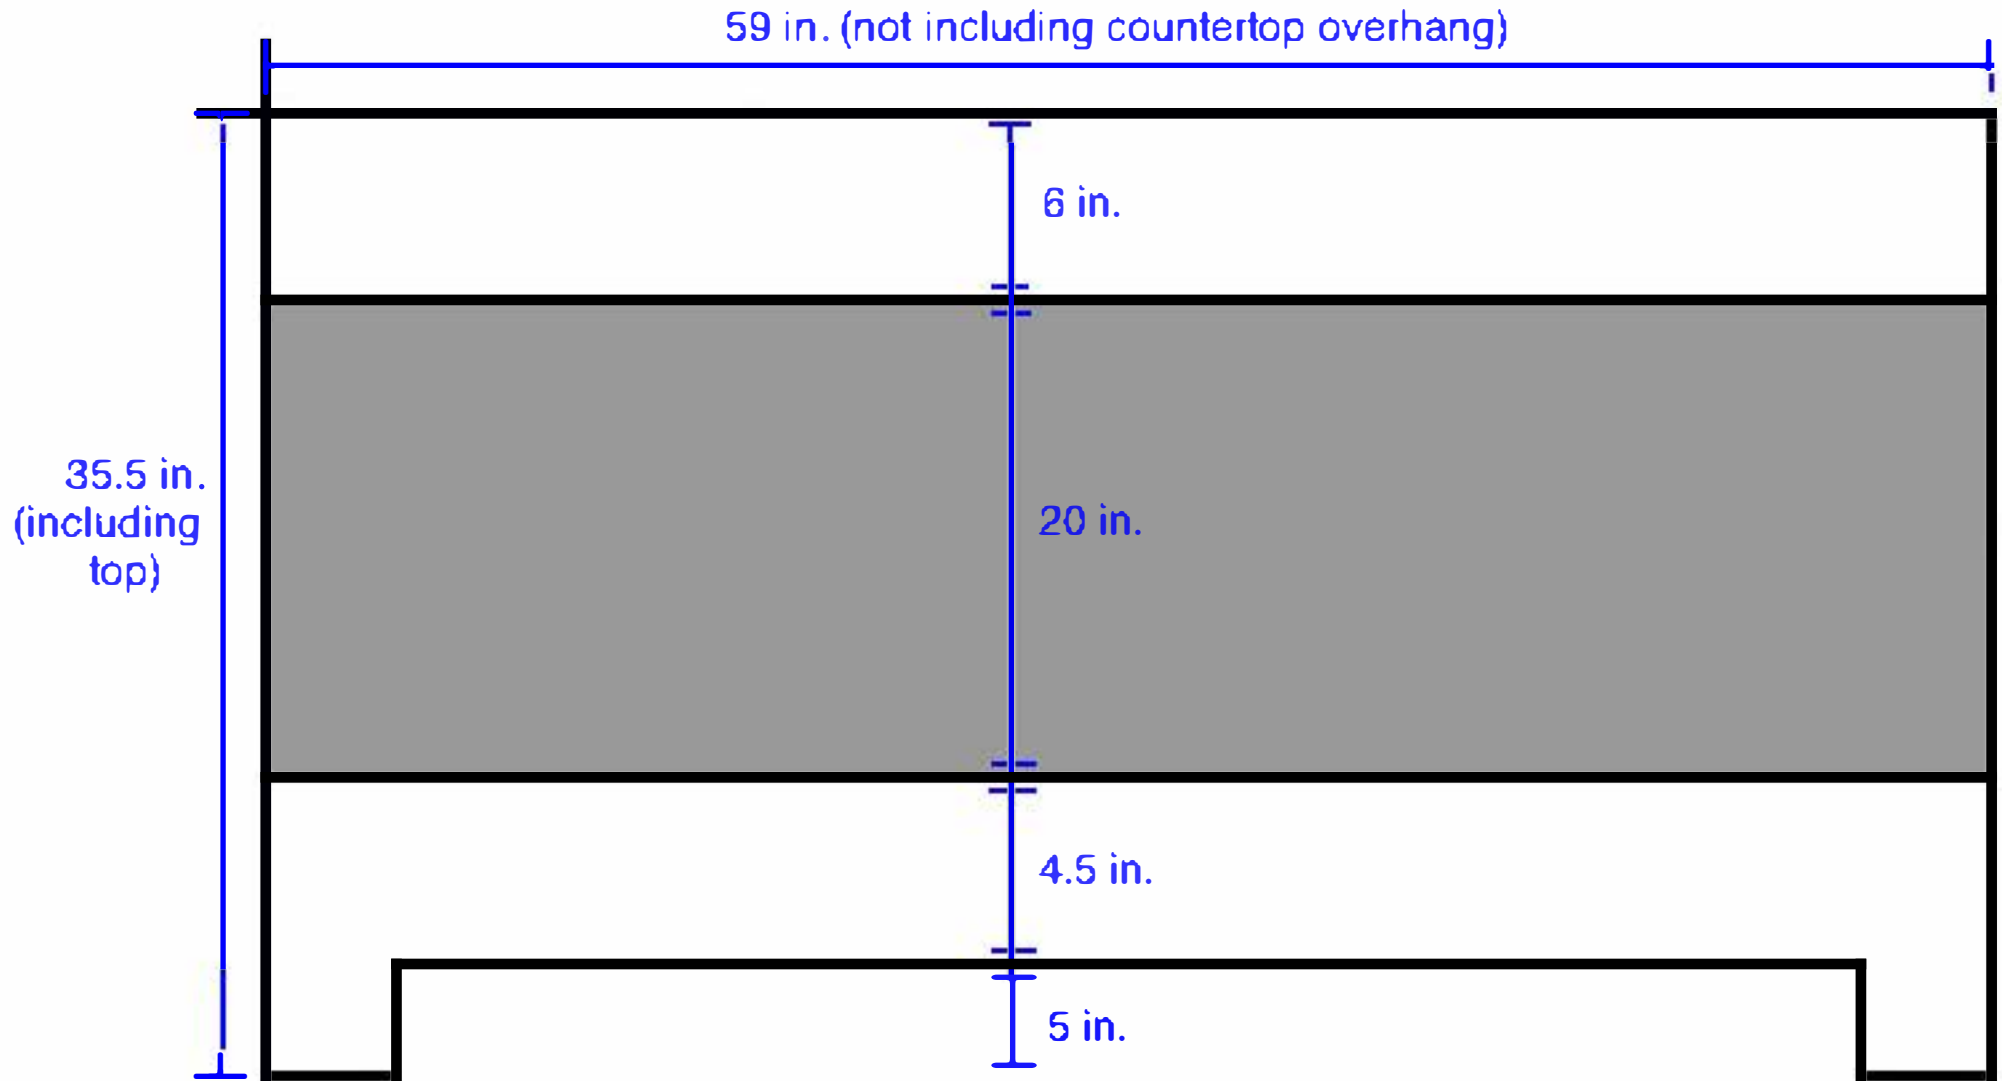 59 in. (not including countertop overhang)
6 in.
35.5 in.
(including
top)
20 in.
4.5 in.
5 in.